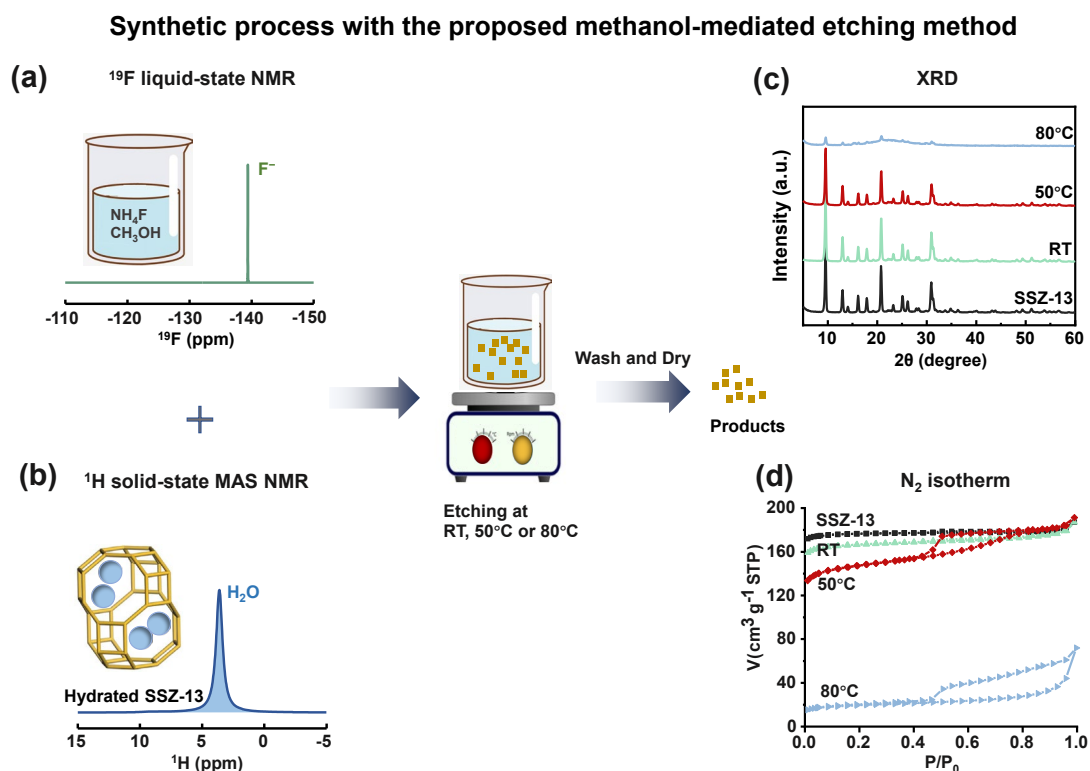 Synthetic process with the proposed methanol-mediated etching method
(a)
¹⁹F liquid-state NMR
NH₄F
CH₃OH
F⁻
-110 -120 -130 -140 -150
¹⁹F (ppm)
+
(b)
¹H solid-state MAS NMR
H₂O
Hydrated SSZ-13
15 10 5 0 -5
¹H (ppm)
Etching at
RT, 50°C or 80°C
Wash and Dry
Products
(c)
XRD
Intensity (a.u.)
80°C
50°C
RT
SSZ-13
10 20 30 40 50 60
2θ (degree)
(d)
N₂ isotherm
V(cm³ g⁻¹ STP)
200
160
120
80
40
0
SSZ-13
RT
50°C
80°C
0.0 0.2 0.4 0.6 0.8 1.0
P/P₀